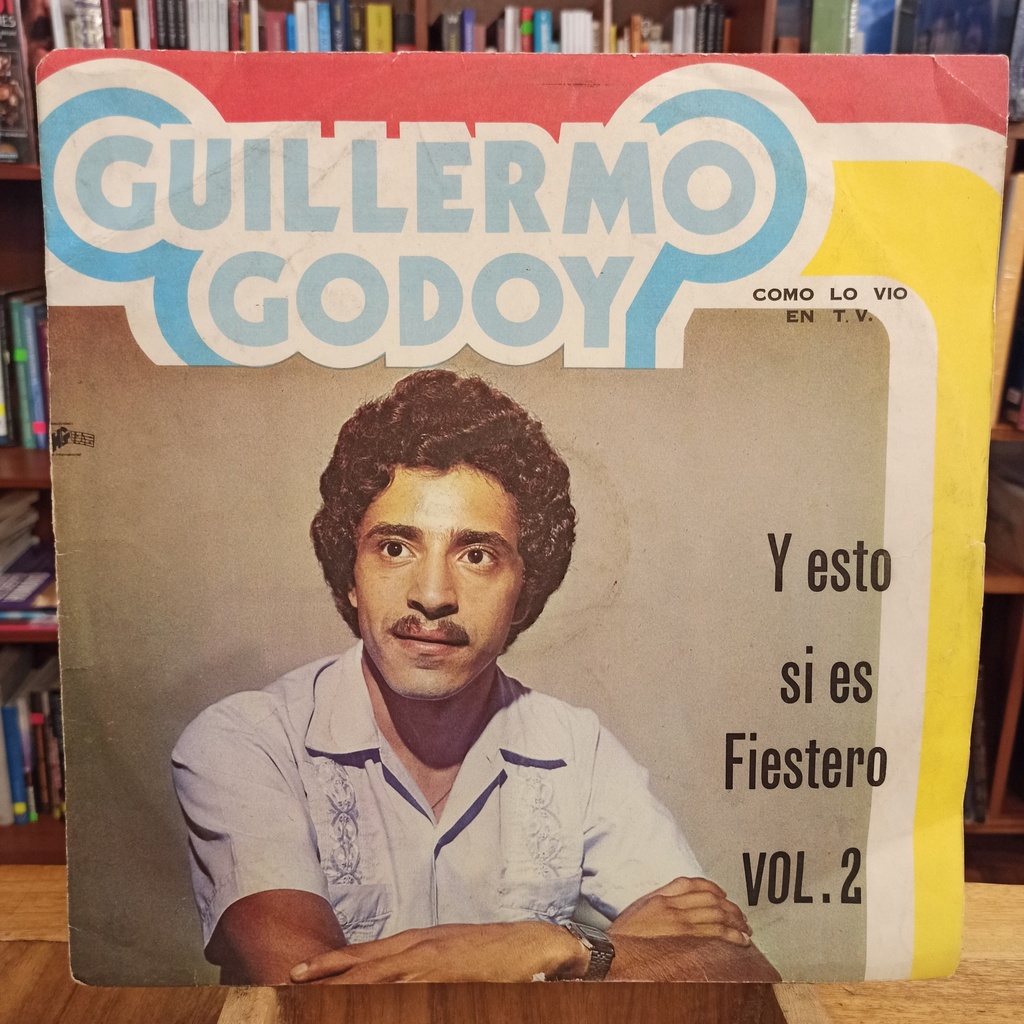 GUILLERMO
GODOY
COMO LO VIO
EN T.V.
Y esto
si es
Fiestero
VOL.2